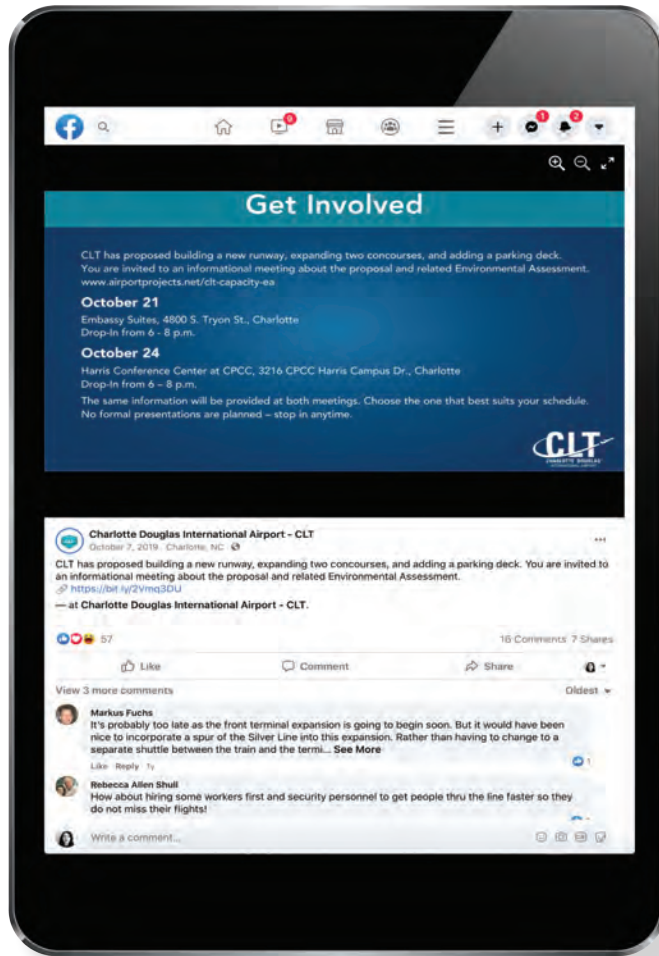 9
1
2
Get Involved
CLT has proposed building a new runway, expanding two concourses, and adding a parking deck.
You are invited to an informational meeting about the proposal and related Environmental Assessment.
www.airportprojects.net/clt-capacity-ea
October 21
Embassy Suites, 4800 S. Tryon St., Charlotte
Drop-In from 6 - 8 p.m.
October 24
Harris Conference Center at CPCC, 3216 CPCC Harris Campus Dr., Charlotte
Drop-In from 6 – 8 p.m.
The same information will be provided at both meetings. Choose the one that best suits your schedule.
No formal presentations are planned – stop in anytime.
CLT
CHARLOTTE DOUGLAS
INTERNATIONAL AIRPORT
Charlotte Douglas International Airport - CLT
October 7, 2019 Charlotte, NC
CLT has proposed building a new runway, expanding two concourses, and adding a parking deck. You are invited to
an informational meeting about the proposal and related Environmental Assessment.
https://bit.ly/2Vmq3DU
— at Charlotte Douglas International Airport - CLT.
57
16 Comments 7 Shares
Like Comment Share
View 3 more comments Oldest
Markus Fuchs
It's probably too late as the front terminal expansion is going to begin soon. But it would have been
nice to incorporate a spur of the Silver Line into this expansion. Rather than having to change to a
separate shuttle between the train and the termi... See More
Like Reply 1y
1
Rebecca Allen Shull
How about hiring some workers first and security personnel to get people thru the line faster so they
do not miss their flights!
Write a comment...